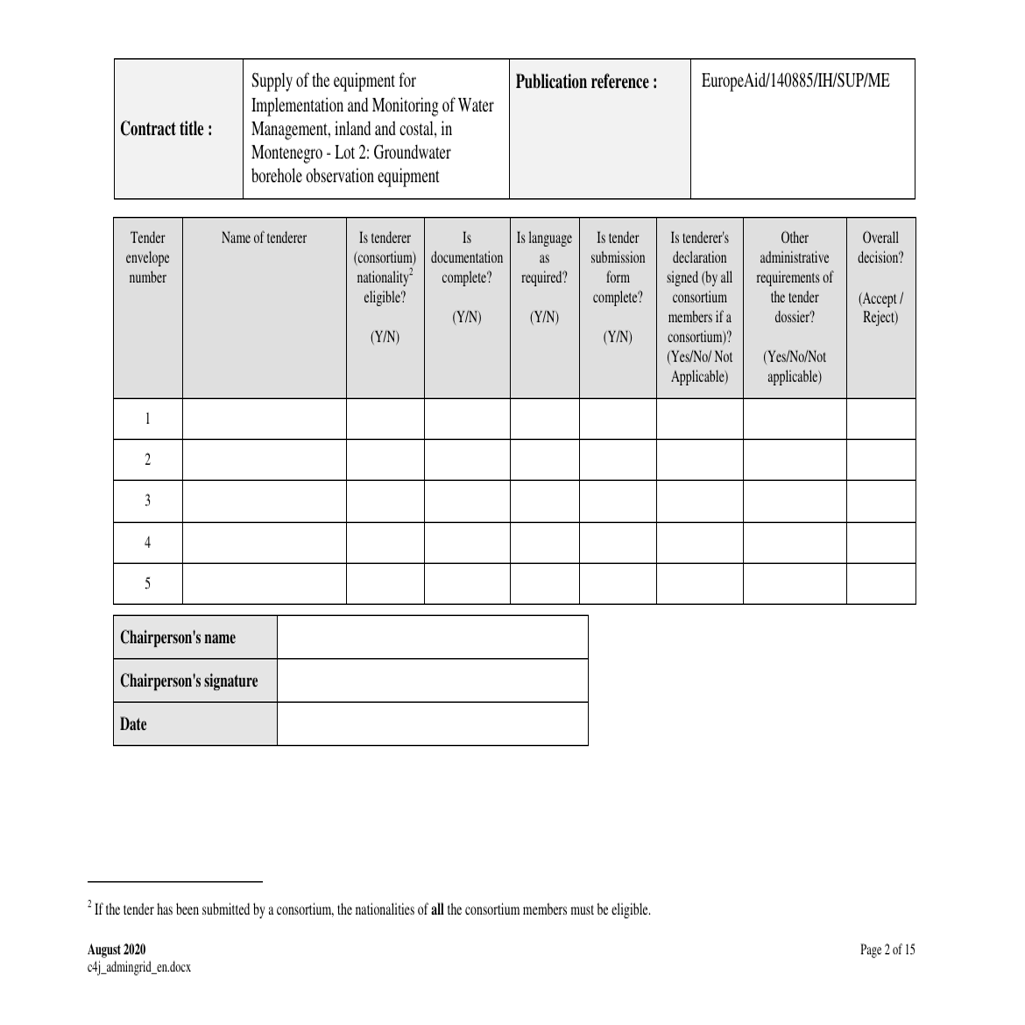 Contract title :
Supply of the equipment for
Implementation and Monitoring of Water
Management, inland and costal, in
Montenegro - Lot 2: Groundwater
borehole observation equipment
Publication reference :
EuropeAid/140885/IH/SUP/ME
Tender
envelope
number
Name of tenderer
Is tenderer
(consortium)
nationality2
eligible?
(Y/N)
Is
documentation
complete?
(Y/N)
Is language
as
required?
(Y/N)
Is tender
submission
form
complete?
(Y/N)
Is tenderer's
declaration
signed (by all
consortium
members if a
consortium)?
(Yes/No/ Not
Applicable)
Other
administrative
requirements of
the tender
dossier?
(Yes/No/Not
applicable)
Overall
decision?
(Accept /
Reject)
1
2
3
4
5
Chairperson's name
Chairperson's signature
Date
2 If the tender has been submitted by a consortium, the nationalities of all the consortium members must be eligible.
August 2020
Page 2 of 15
c4j_admingrid_en.docx